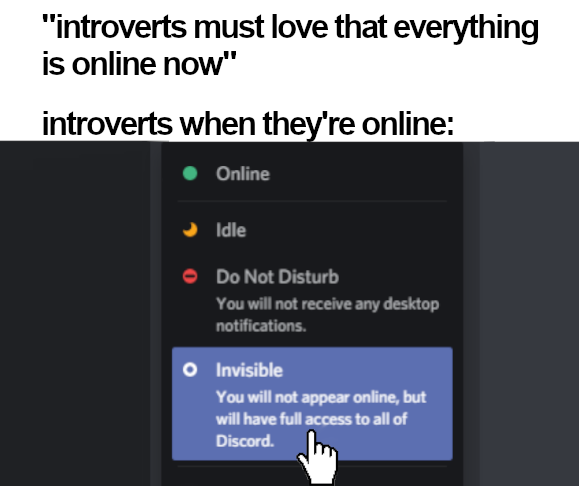 "introverts must love that everything
is online now"
introverts when they're online:
Online
Idle
Do Not Disturb
You will not receive any desktop
notifications.
Invisible
You will not appear online, but
will have full access to all of
Discord.